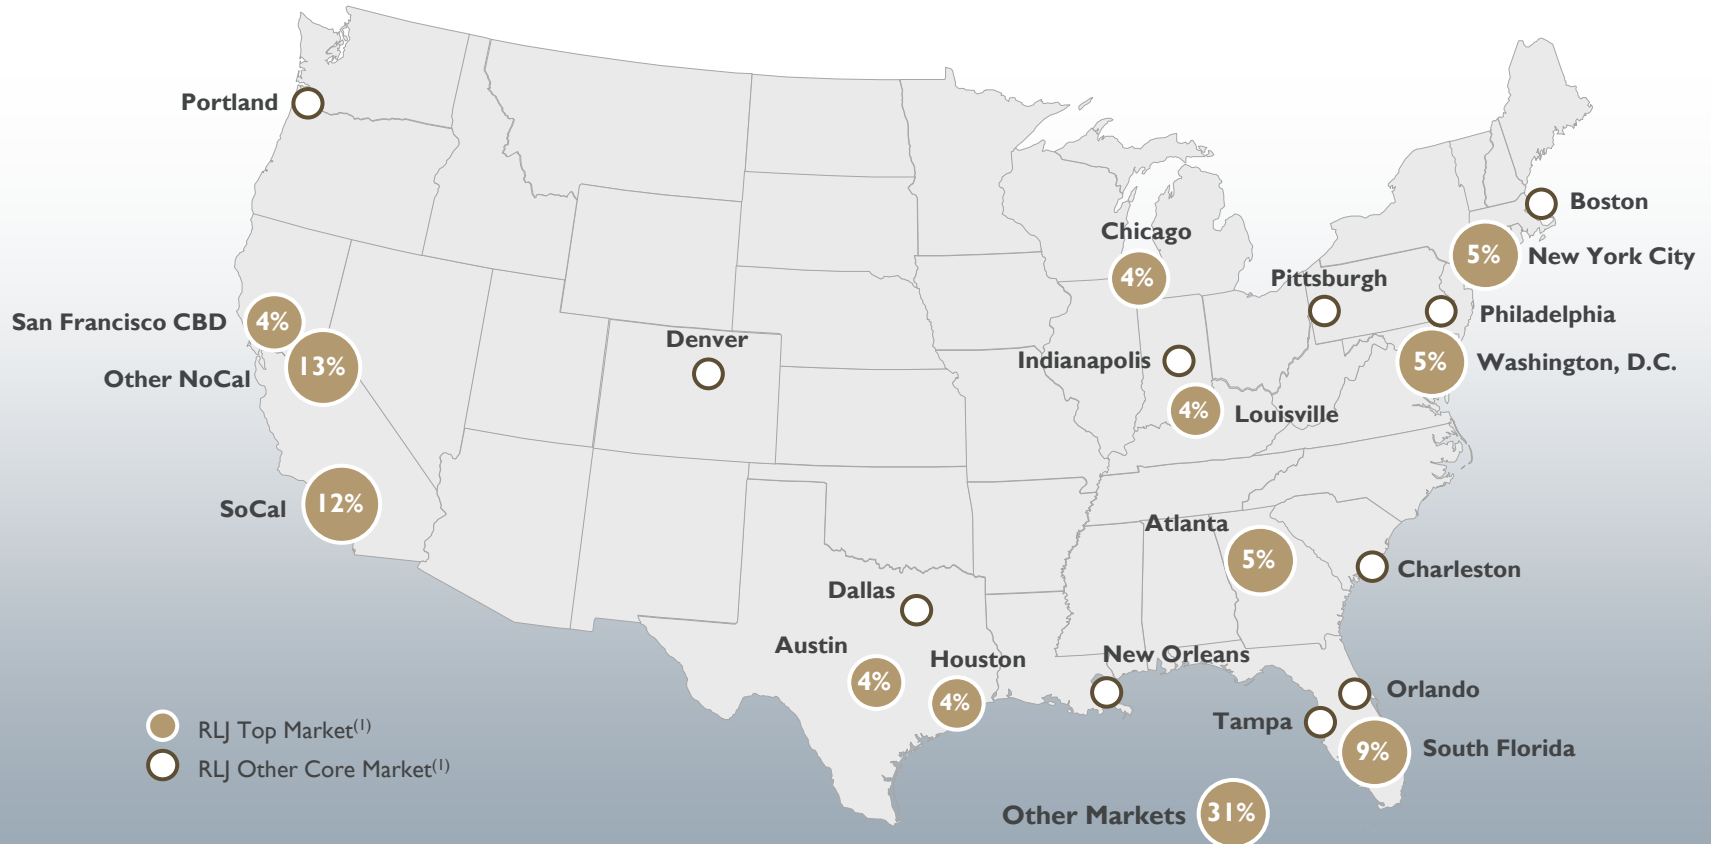 Portland
Boston
Chicago
4%
5%
New York City
Pittsburgh
San Francisco CBD
4%
Philadelphia
Denver
Indianapolis
5%
Washington, D.C.
13%
Other NoCal
4%
Louisville
SoCal
12%
Atlanta
5%
Charleston
Dallas
Austin
4%
Houston
4%
New Orleans
Orlando
Tampa
9%
South Florida
RLJ Top Market(1)
RLJ Other Core Market(1)
Other Markets
31%